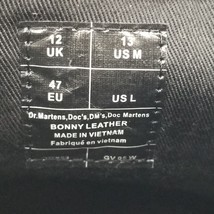 12 13
UK US M
47
EU US L
Dr.Martens,Doc's,DM's,Doc Martens
BONNY LEATHER
MADE IN VIETNAM
Fabriqué en vietnam